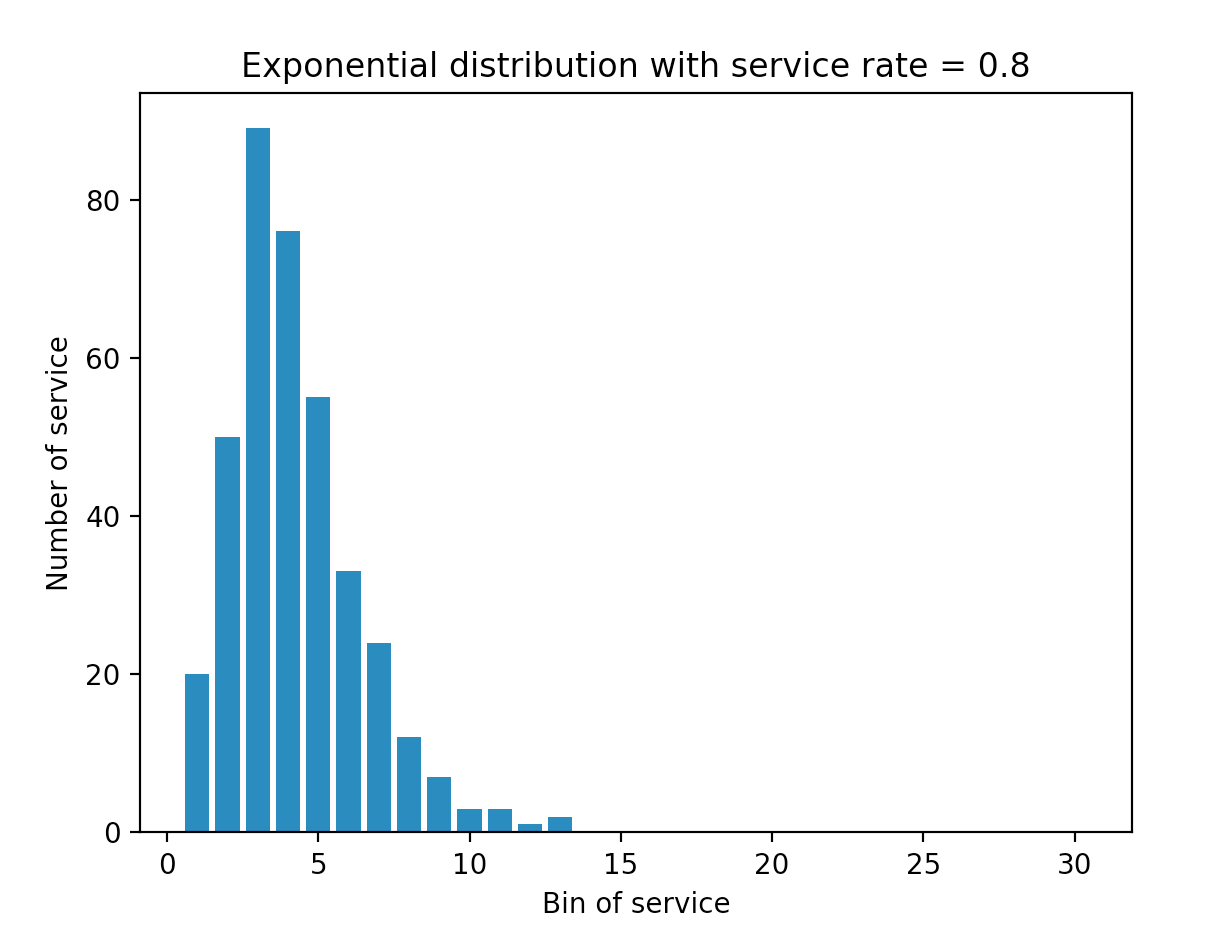 Exponential distribution with service rate = 0.8
Number of service
80
60
40
20
0
0 5 10 15 20 25 30
Bin of service